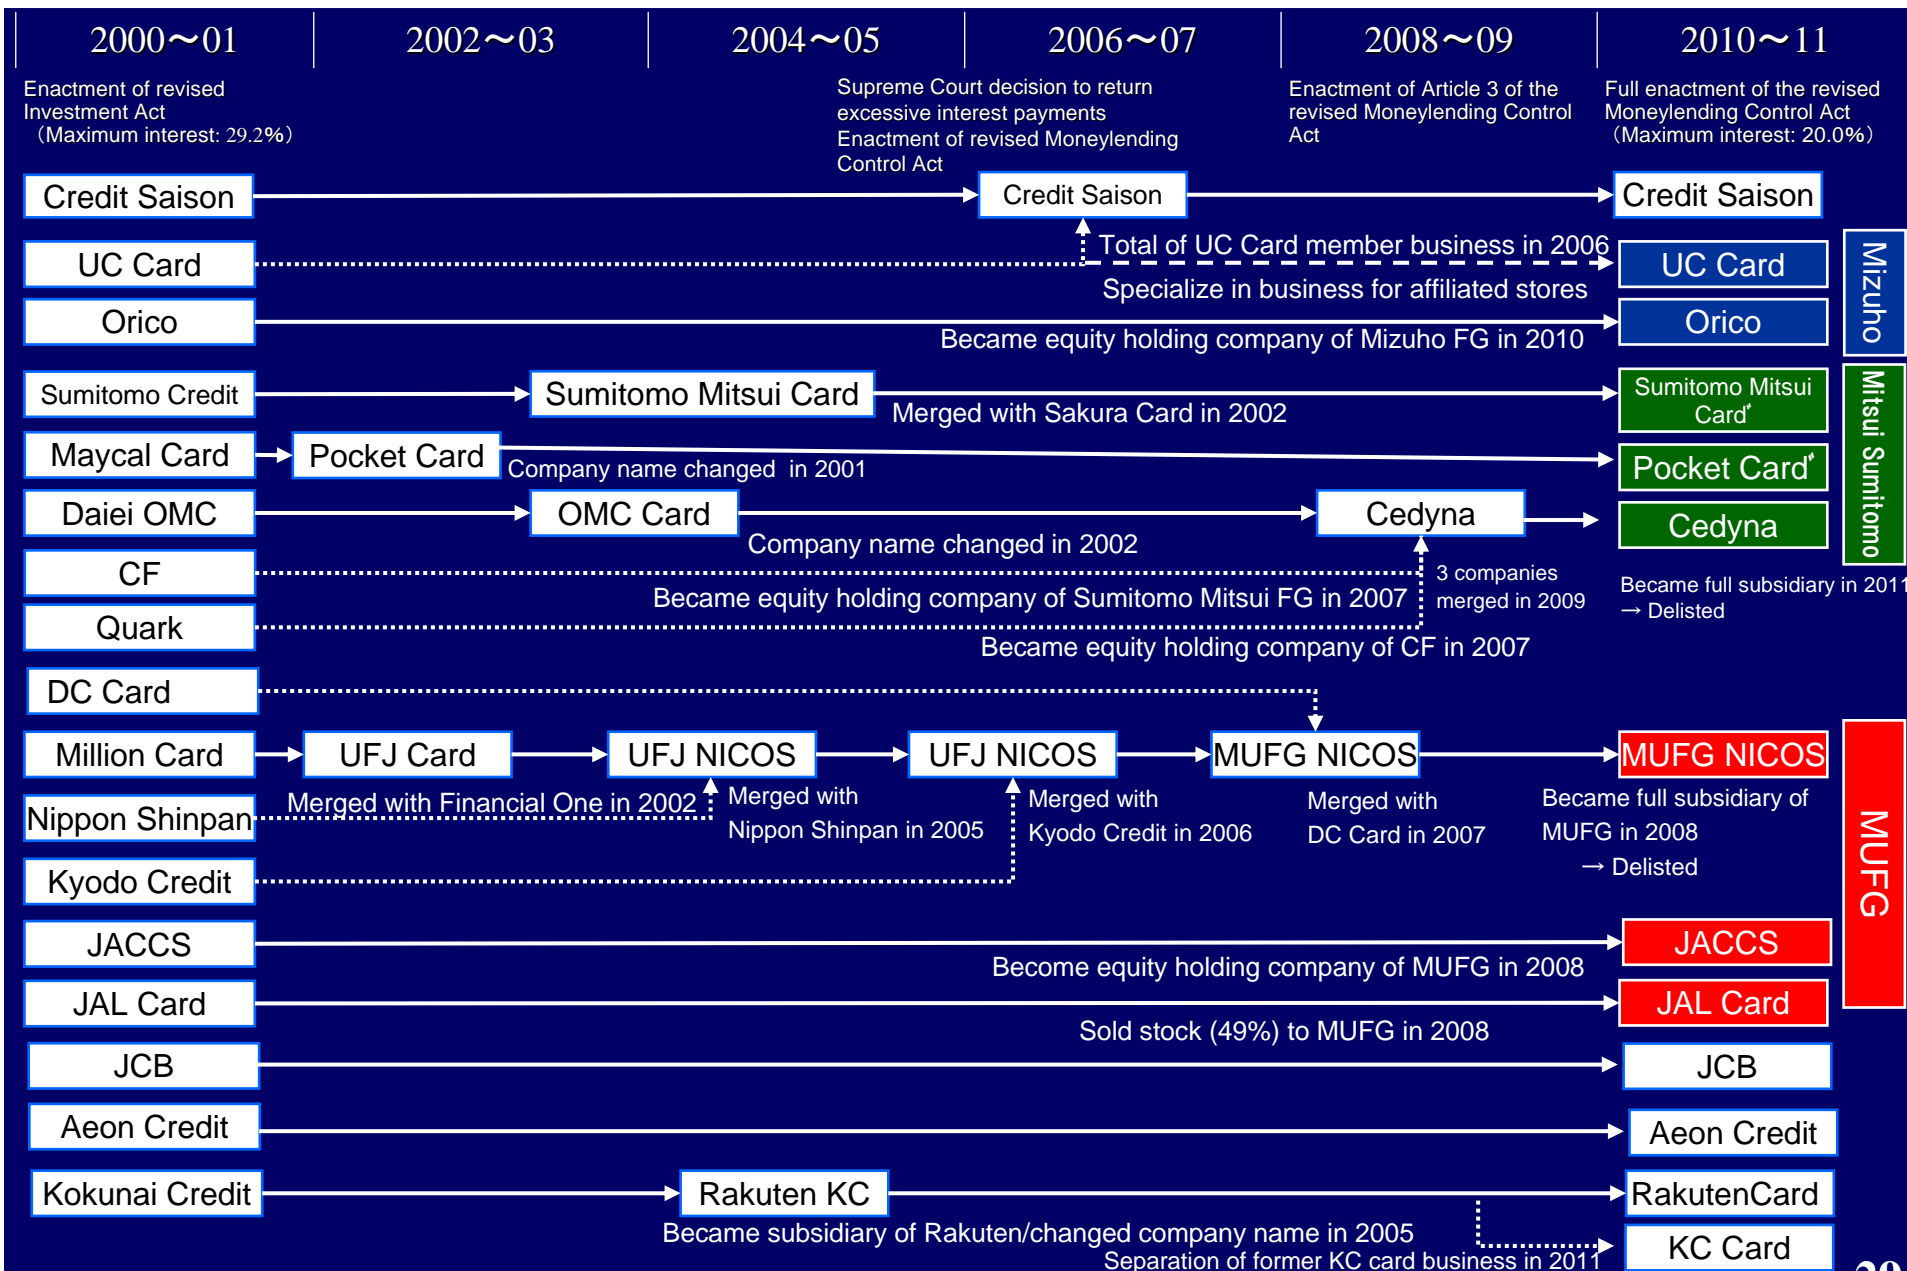 2000～01
2002～03
2004～05
2006～07
2008～09
2010～11
Enactment of revised
Investment Act
（Maximum interest: 29.2%）
Supreme Court decision to return
excessive interest payments
Enactment of revised Moneylending
Control Act
Enactment of Article 3 of the
revised Moneylending Control
Act
Full enactment of the revised
Moneylending Control Act
（Maximum interest: 20.0%）
Credit Saison
Credit Saison
Credit Saison
UC Card
Total of UC Card member business in 2006
Specialize in business for affiliated stores
UC Card
Mizuho
Orico
Became equity holding company of Mizuho FG in 2010
Orico
Sumitomo Credit
Sumitomo Mitsui Card
Merged with Sakura Card in 2002
Sumitomo Mitsui
Card
Mitsui Sumitomo
Maycal Card
Pocket Card
Company name changed in 2001
Pocket Card
Daiei OMC
OMC Card
Company name changed in 2002
Cedyna
Cedyna
CF
Became equity holding company of Sumitomo Mitsui FG in 2007
3 companies
merged in 2009
Became full subsidiary in 2011
→ Delisted
Quark
Became equity holding company of CF in 2007
DC Card
Million Card
UFJ Card
UFJ NICOS
UFJ NICOS
MUFG NICOS
MUFG NICOS
MUFG
Merged with Financial One in 2002
Merged with
Nippon Shinpan in 2005
Merged with
Kyodo Credit in 2006
Merged with
DC Card in 2007
Became full subsidiary of
MUFG in 2008
→ Delisted
Nippon Shinpan
Kyodo Credit
JACCS
Become equity holding company of MUFG in 2008
JACCS
JAL Card
Sold stock (49%) to MUFG in 2008
JAL Card
JCB
JCB
Aeon Credit
Aeon Credit
Kokunai Credit
Rakuten KC
Became subsidiary of Rakuten/changed company name in 2005
RakutenCard
Separation of former KC card business in 2011
KC Card